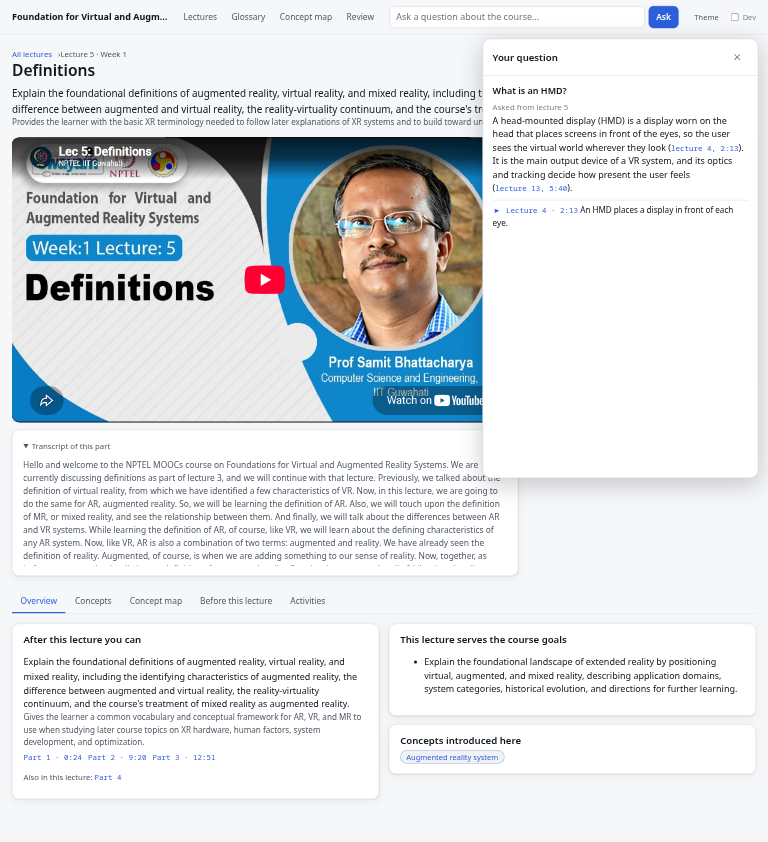 Foundation for Virtual and Augm...
Lectures
Glossary
Concept map
Review
Ask a question about the course...
Ask
Theme
Dev
All lectures ›Lecture 5 · Week 1
Definitions
Explain the foundational definitions of augmented reality, virtual reality, and mixed reality, including t
difference between augmented and virtual reality, the reality-virtuality continuum, and the course's tr
Provides the learner with the basic XR terminology needed to follow later explanations of XR systems and to build toward un
Lec 5: Definitions
NPTEL IIT Guwahati
NPTEL
Foundation for Virtual and
Augmented Reality Systems
Week:1 Lecture: 5
Definitions
Prof Samit Bhattacharya
Computer Science and Engineering,
IIT Guwahati
Watch on YouTube
Your question
×
What is an HMD?
Asked from lecture 5
A head-mounted display (HMD) is a display worn on the
head that places screens in front of the eyes, so the user
sees the virtual world wherever they look (lecture 4, 2:13).
It is the main output device of a VR system, and its optics
and tracking decide how present the user feels
(lecture 13, 5:40).
► Lecture 4 · 2:13 An HMD places a display in front of each
eye.
▼ Transcript of this part
Hello and welcome to the NPTEL MOOCs course on Foundations for Virtual and Augmented Reality Systems. We are
currently discussing definitions as part of lecture 3, and we will continue with that lecture. Previously, we talked about the
definition of virtual reality, from which we have identified a few characteristics of VR. Now, in this lecture, we are going to
do the same for AR, augmented reality. So, we will be learning the definition of AR. Also, we will touch upon the definition
of MR, or mixed reality, and see the relationship between them. And finally, we will talk about the differences between AR
and VR systems. While learning the definition of AR, of course, like VR, we will learn about the defining characteristics of
any AR system. Now, like VR, AR is also a combination of two terms: augmented and reality. We have already seen the
definition of reality. Augmented, of course, is when we are adding something to our sense of reality. Now, together, as
Overview
Concepts
Concept map
Before this lecture
Activities
After this lecture you can
Explain the foundational definitions of augmented reality, virtual reality, and
mixed reality, including the identifying characteristics of augmented reality, the
difference between augmented and virtual reality, the reality-virtuality
continuum, and the course's treatment of mixed reality as augmented reality.
Gives the learner a common vocabulary and conceptual framework for AR, VR, and MR to
use when studying later course topics on XR hardware, human factors, system
development, and optimization.
Part 1 · 0:24 Part 2 · 9:20 Part 3 · 12:51
Also in this lecture: Part 4
This lecture serves the course goals
• Explain the foundational landscape of extended reality by positioning
virtual, augmented, and mixed reality, describing application domains,
system categories, historical evolution, and directions for further learning.
Concepts introduced here
Augmented reality system